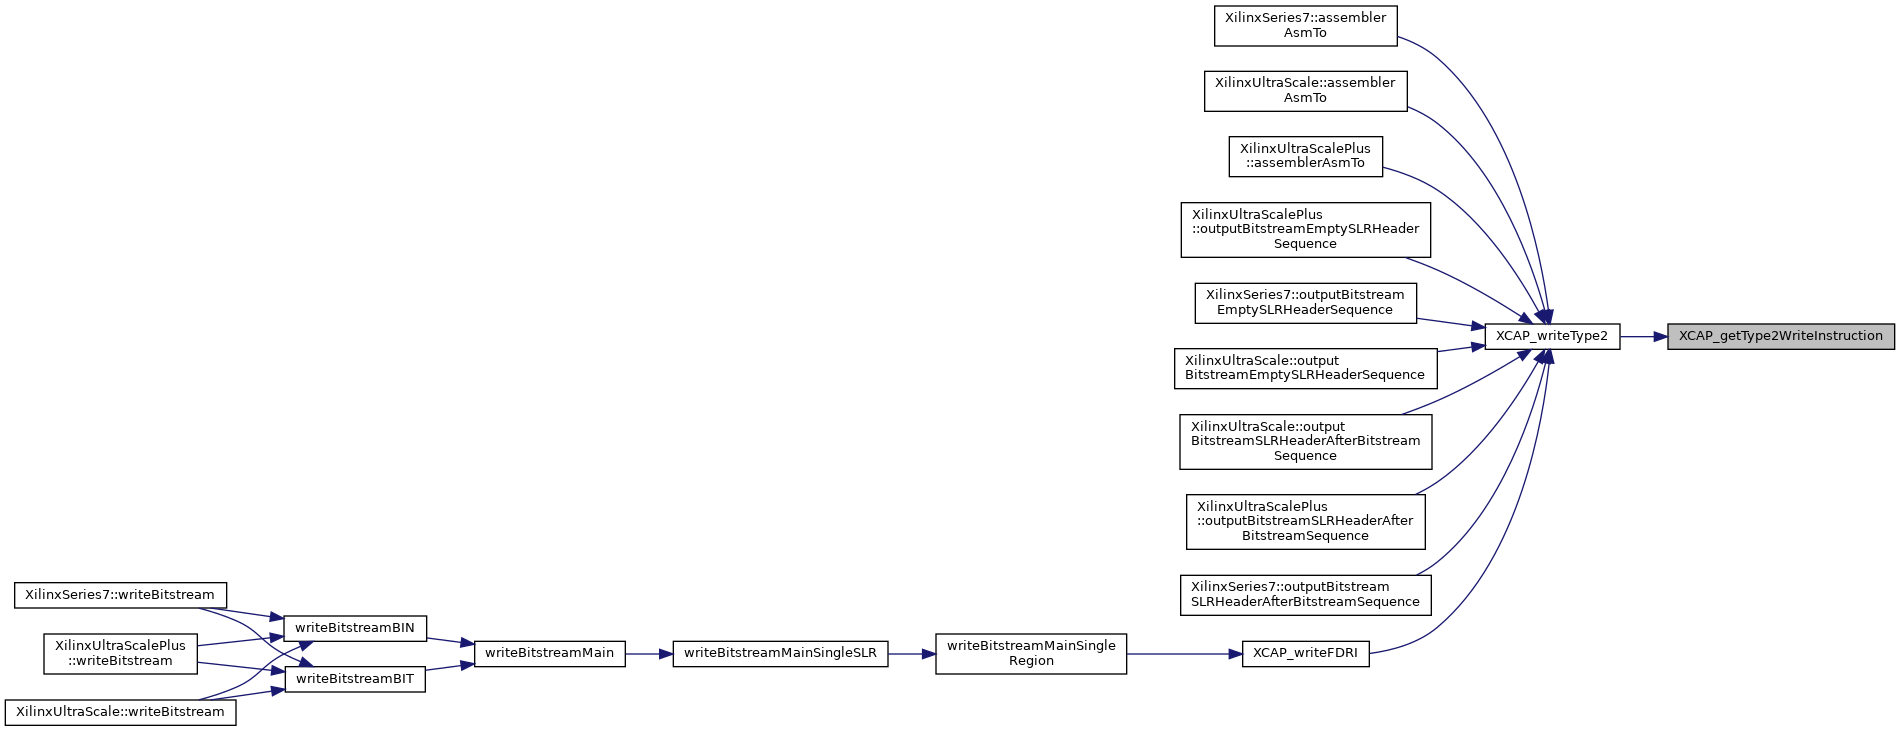 XilinxSeries7::assembler
AsmTo
XilinxUltraScale::assembler
AsmTo
XilinxUltraScalePlus
::assemblerAsmTo
XilinxUltraScalePlus
::outputBitstreamEmptySLRHeader
Sequence
XilinxSeries7::outputBitstream
EmptySLRHeaderSequence
XCAP_writeType2
XCAP_getType2WriteInstruction
XilinxUltraScale::output
BitstreamEmptySLRHeaderSequence
XilinxUltraScale::output
BitstreamSLRHeaderAfterBitstream
Sequence
XilinxUltraScalePlus
::outputBitstreamSLRHeaderAfter
BitstreamSequence
XilinxSeries7::outputBitstream
SLRHeaderAfterBitstreamSequence
XilinxSeries7::writeBitstream
writeBitstreamBIN
XilinxUltraScalePlus
::writeBitstream
writeBitstreamMain
writeBitstreamMainSingleSLR
writeBitstreamMainSingle
Region
XCAP_writeFDRI
writeBitstreamBIT
XilinxUltraScale::writeBitstream